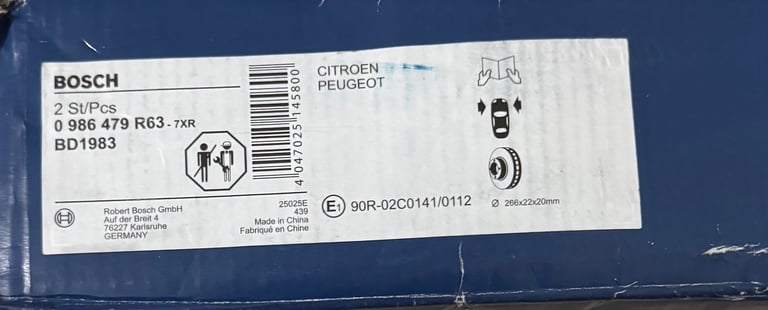 BOSCH
2 St/Pcs
0 986 479 R63 - 7XR
BD1983
Robert Bosch GmbH
Auf der Breit 4
76227 Karlsruhe
GERMANY
4 047025 145800
25025E
439
Made in China
Fabriqué en Chine
CITROEN
PEUGEOT
E1 90R-02C0141/0112
Ø 266x22x20mm